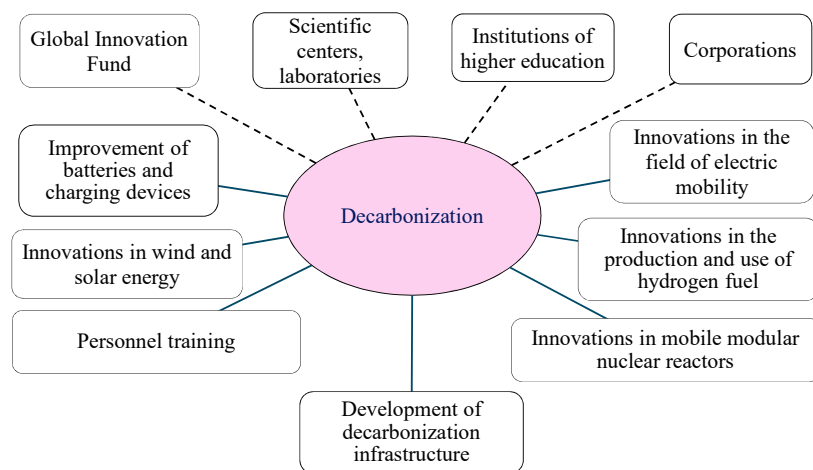 Global Innovation
Fund
Scientific
centers,
laboratories
Institutions of
higher education
Corporations
Improvement of
batteries and
charging devices
Innovations in the
field of electric
mobility
Decarbonization
Innovations in wind and
solar energy
Innovations in the
production and use of
hydrogen fuel
Personnel training
Innovations in mobile modular
nuclear reactors
Development of
decarbonization
infrastructure